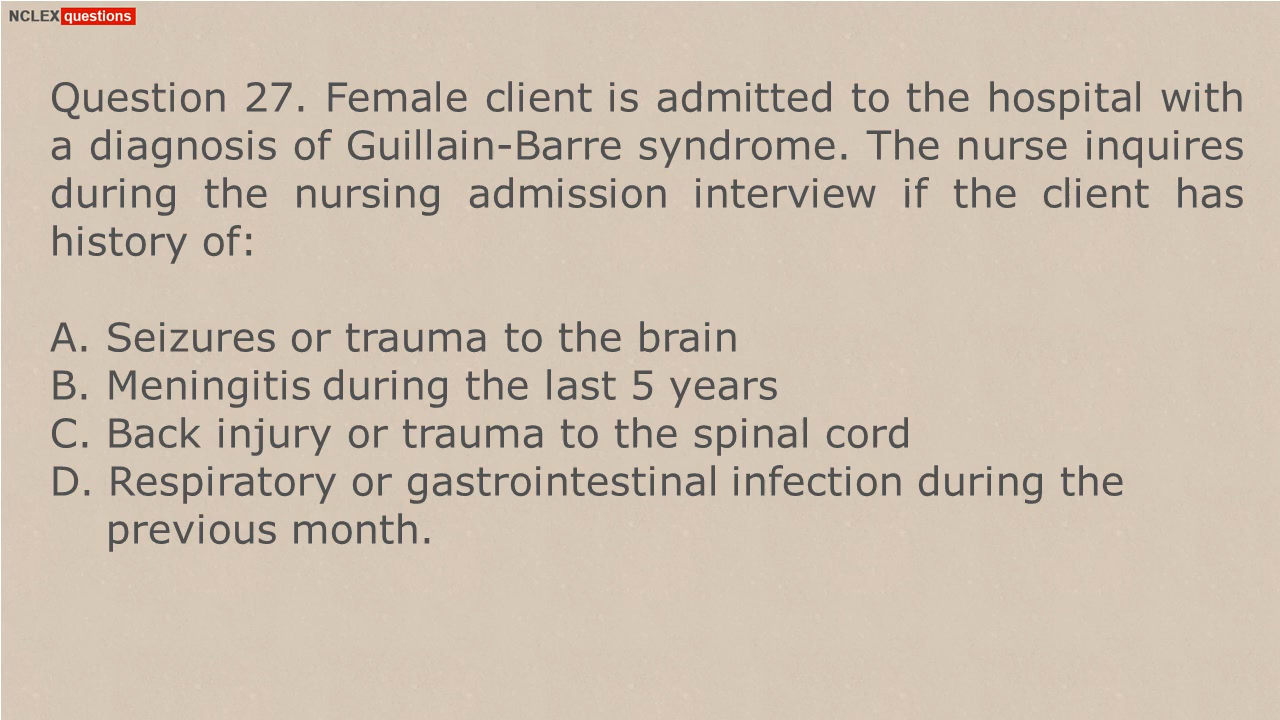 NCLEX questions
Question 27. Female client is admitted to the hospital with
a diagnosis of Guillain-Barre syndrome. The nurse inquires
during the nursing admission interview if the client has
history of:
A. Seizures or trauma to the brain
B. Meningitis during the last 5 years
C. Back injury or trauma to the spinal cord
D. Respiratory or gastrointestinal infection during the
previous month.